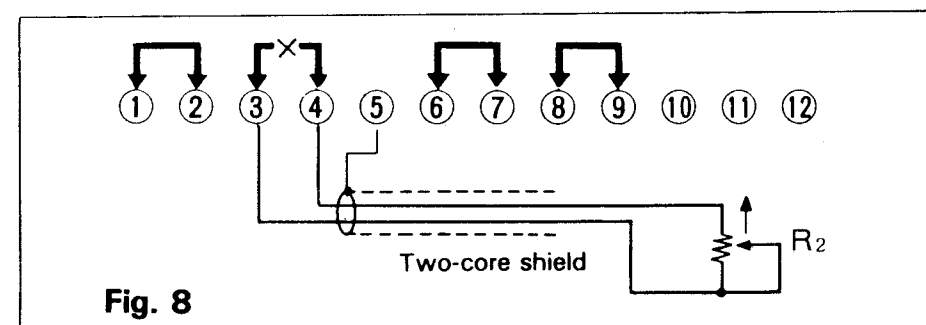 ① ② ③ ④ ⑤ ⑥ ⑦ ⑧ ⑨ ⑩ ⑪ ⑫
R₂
Two-core shield
Fig. 8